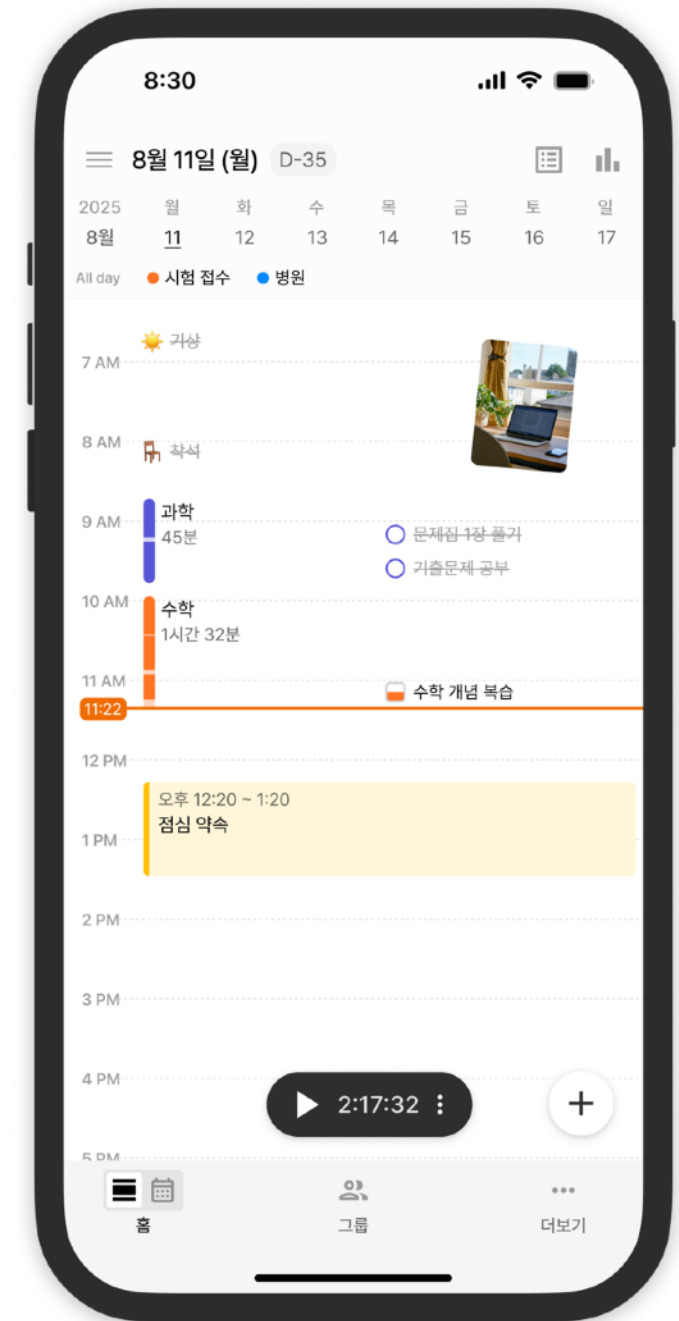 8:30
8월 11일 (월) D-35
2025 월 화 수 목 금 토 일
8월 11 12 13 14 15 16 17
All day 시험 접수 병원
기상
7 AM
8 AM 착석
과학
9 AM 45분 문제집 1장 풀기
기출문제 공부
10 AM 수학
1시간 32분
11 AM 수학 개념 복습
11:22
12 PM
오후 12:20 ~ 1:20
점심 약속
1 PM
2 PM
3 PM
4 PM
2:17:32
5 PM
홈 그룹 더보기